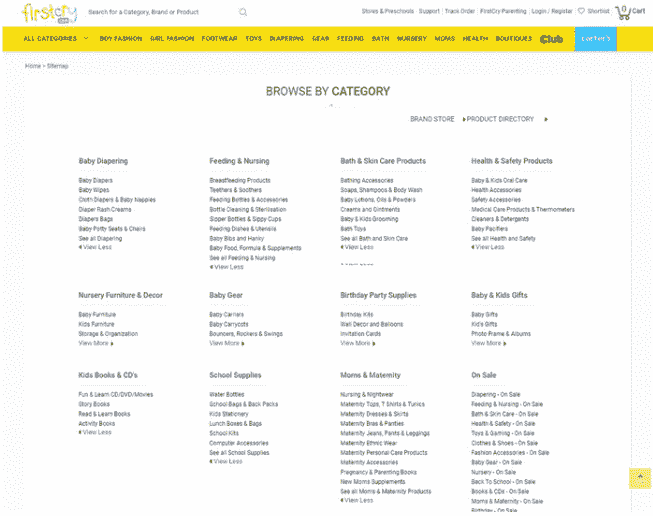 firstcry
Search for a Category, Brand or Product
Stores & Preschools Support Track Order FirstCry Parenting Login / Register Shortlist 0 Cart
ALL CATEGORIES BOY FASHION GIRL FASHION FOOTWEAR TOYS DIAPERING GEAR FEEDING BATH NURSERY MOMS HEALTH BOUTIQUES Club
Home > Sitemap
BROWSE BY CATEGORY
BRAND STORE PRODUCT DIRECTORY
Baby Diapering
Baby Diapers
Baby Wipes
Cloth Diapers & Baby Nappies
Diaper Rash Creams
Diapers Bags
Baby Potty Seats & Chairs
See all Diapering
View Less
Feeding & Nursing
Breastfeeding Products
Teethers & Soothers
Feeding Bottles & Accessories
Bottle Cleaning & Sterilisation
Sipper Bottles & Sippy Cups
Feeding Dishes & Utensils
Baby Bibs and Hanky
Baby Food, Formula & Supplements
See all Feeding & Nursing
View Less
Bath & Skin Care Products
Bathing Accessories
Soaps, Shampoos & Body Wash
Baby Lotions, Oils & Powders
Creams and Ointments
Baby & Kids Grooming
Bath Toys
See all Bath and Skin Care
View Less
Health & Safety Products
Baby & Kids Oral Care
Health Accessories
Safety Accessories
Medical Care Products & Thermometers
Cleaners & Detergents
Baby Pacifiers
See all Health and Safety
View Less
Nursery Furniture & Decor
Baby Furniture
Kids Furniture
Storage & Organization
View More
Baby Gear
Baby Carriers
Baby Carrycots
Bouncers, Rockers & Swings
View More
Birthday Party Supplies
Birthday Kits
Wall Decor and Balloons
Invitation Cards
View More
Baby & Kids Gifts
Baby Gifts
Kid's Gifts
Photo Frame & Albums
View More
Kids Books & CD's
Fun & Learn CD/DVD/Movies
Story Books
Read & Learn Books
Activity Books
View Less
School Supplies
Water Bottles
School Bags & Back Packs
Kids Stationery
Lunch Boxes & Bags
School Kits
Computer Accessories
See all School Supplies
View Less
Moms & Maternity
Nursing & Nightwear
Maternity Tops, T Shirts & Tunics
Maternity Dresses & Skirts
Maternity Bras & Panties
Maternity Jeans, Pants & Leggings
Maternity Ethnic Wear
Maternity Personal Care Products
Maternity Accessories
Pregnancy & Parenting Books
New Moms Supplements
See all Moms & Maternity Products
View Less
On Sale
Diapering - On Sale
Feeding & Nursing - On Sale
Bath & Skin Care - On Sale
Health & Safety - On Sale
Toys & Gaming - On Sale
Clothes & Shoes - On Sale
Fashion Accessories - On Sale
Baby Gear - On Sale
Nursery - On Sale
Back To School - On Sale
Books & CDs - On Sale
Moms & Maternity - On Sale
Birthday - On Sale